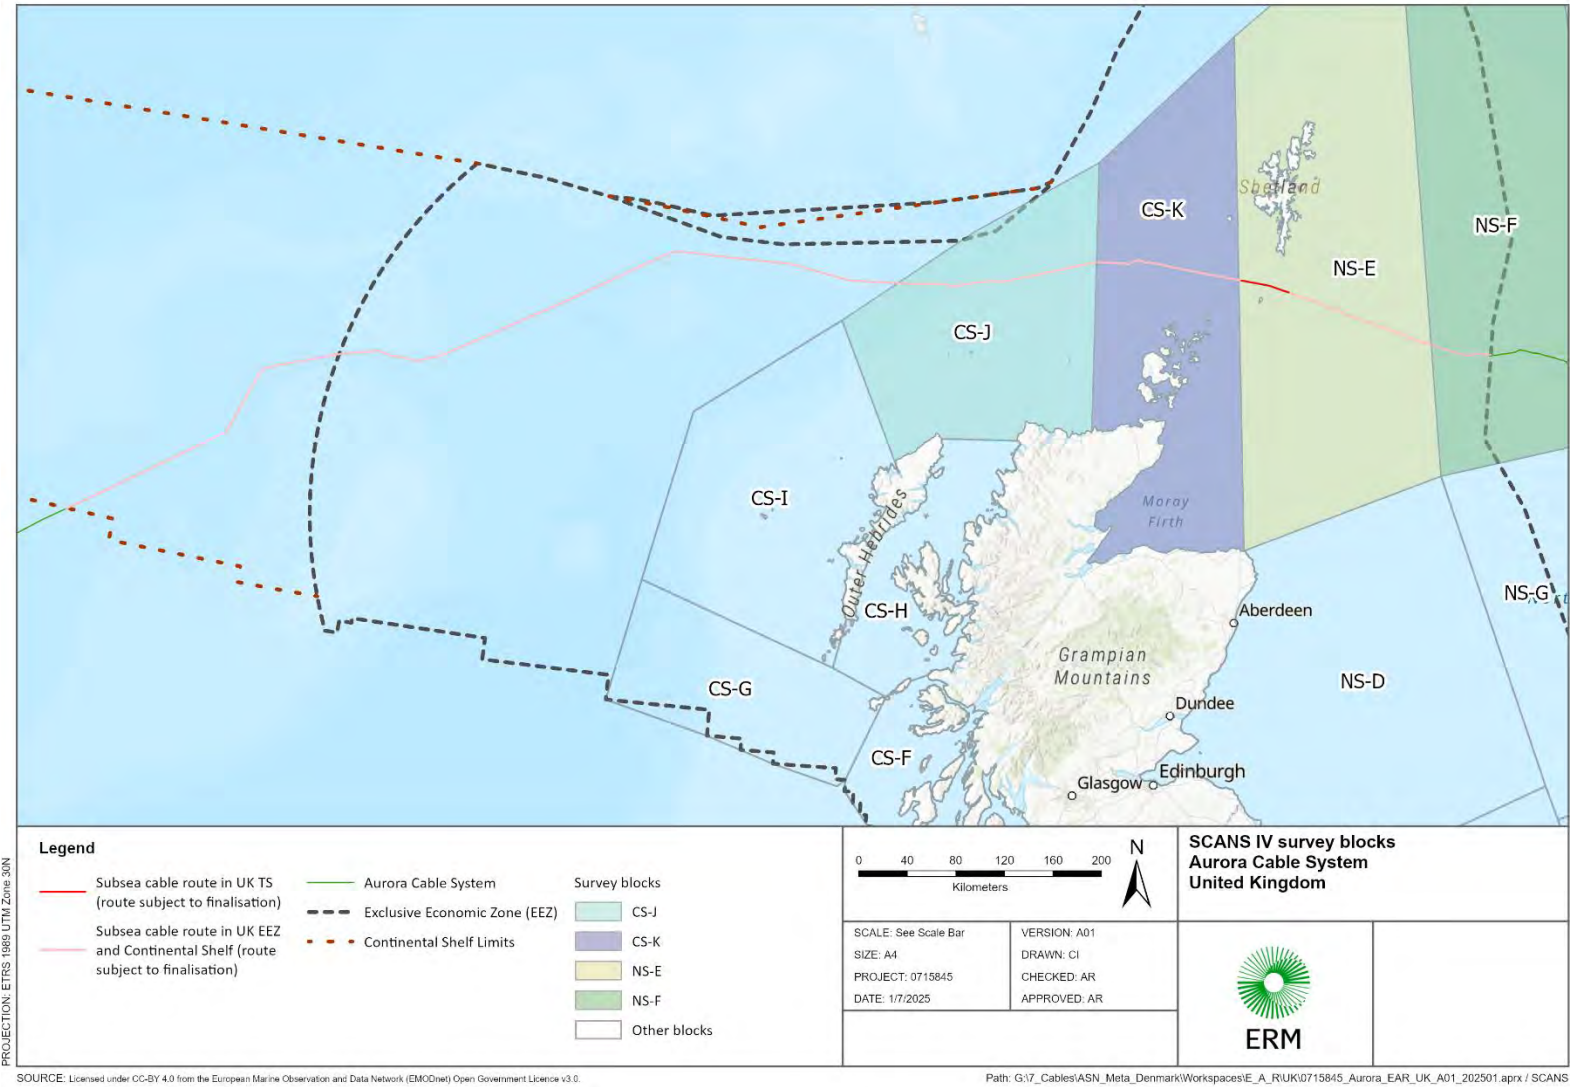 CS-K
Shetland
NS-F
NS-E
CS-J
CS-I
Outer Hebrides
Moray
Firth
CS-H
NS-G
Aberdeen
Grampian
Mountains
CS-G
NS-D
Dundee
CS-F
Glasgow
Edinburgh
PROJECTION: ETRS 1989 UTM Zone 30N
Legend
Subsea cable route in UK TS
(route subject to finalisation)
Subsea cable route in UK EEZ
and Continental Shelf (route
subject to finalisation)
Aurora Cable System
Exclusive Economic Zone (EEZ)
Continental Shelf Limits
Survey blocks
CS-J
CS-K
NS-E
NS-F
Other blocks
0 40 80 120 160 200
Kilometers
N
SCALE: See Scale Bar
SIZE: A4
PROJECT: 0715845
DATE: 1/7/2025
VERSION: A01
DRAWN: CI
CHECKED: AR
APPROVED: AR
SCANS IV survey blocks
Aurora Cable System
United Kingdom
ERM
SOURCE: Licensed under CC-BY 4.0 from the European Marine Observation and Data Network (EMODnet) Open Government Licence v3.0.
Path: G:\7_Cables\ASN_Meta_Denmark\Workspaces\E_A_R\UK\0715845_Aurora_EAR_UK_A01_202501.aprx / SCANS